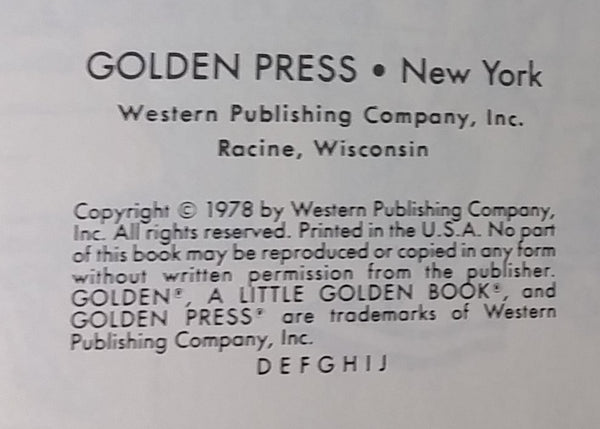 GOLDEN PRESS • New York
Western Publishing Company, Inc.
Racine, Wisconsin
Copyright © 1978 by Western Publishing Company,
Inc. All rights reserved. Printed in the U.S.A. No part
of this book may be reproduced or copied in any form
without written permission from the publisher.
GOLDEN®, A LITTLE GOLDEN BOOK®, and
GOLDEN PRESS® are trademarks of Western
Publishing Company, Inc.
D E F G H I J